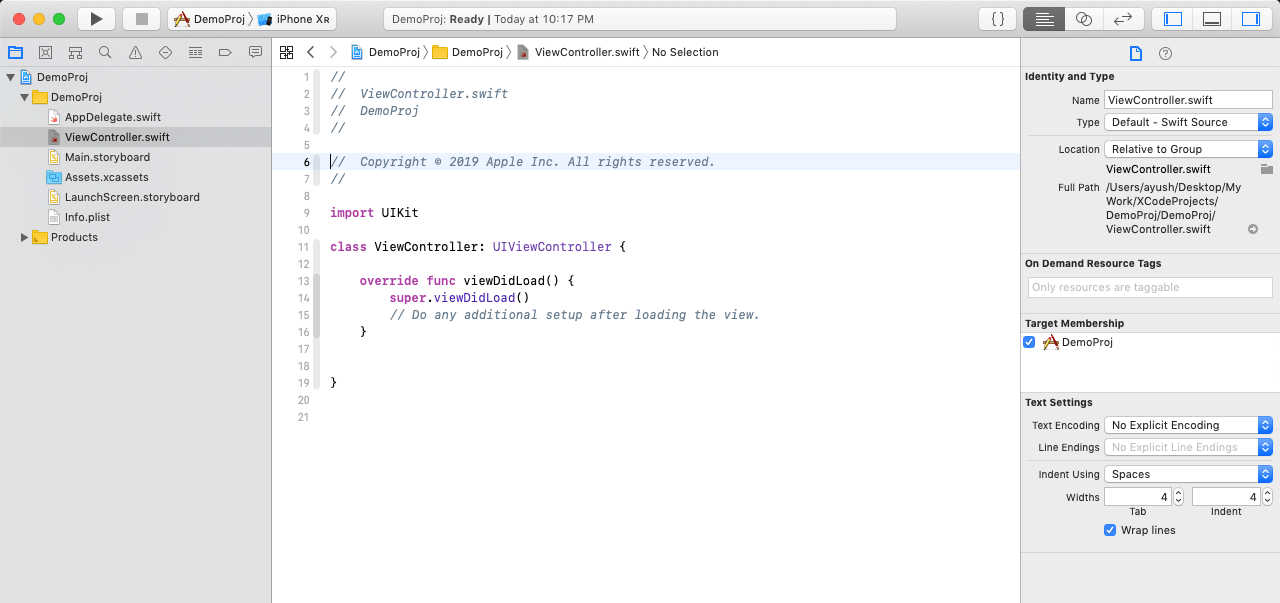 DemoProj iPhone XR
DemoProj: Ready | Today at 10:17 PM
{ }
DemoProj DemoProj ViewController.swift No Selection
DemoProj
DemoProj
AppDelegate.swift
ViewController.swift
Main.storyboard
Assets.xcassets
LaunchScreen.storyboard
Info.plist
Products
1 //
2 //  ViewController.swift
3 //  DemoProj
4 //
5
6 //  Copyright © 2019 Apple Inc. All rights reserved.
7 //
8
9 import UIKit
10
11 class ViewController: UIViewController {
12
13     override func viewDidLoad() {
14         super.viewDidLoad()
15         // Do any additional setup after loading the view.
16     }
17
18
19 }
20
21
Identity and Type
Name ViewController.swift
Type Default - Swift Source
Location Relative to Group
ViewController.swift
Full Path /Users/ayush/Desktop/My
Work/XCodeProjects/
DemoProj/DemoProj/
ViewController.swift
On Demand Resource Tags
Only resources are taggable
Target Membership
DemoProj
Text Settings
Text Encoding No Explicit Encoding
Line Endings No Explicit Line Endings
Indent Using Spaces
Widths 4 4
Tab Indent
Wrap lines